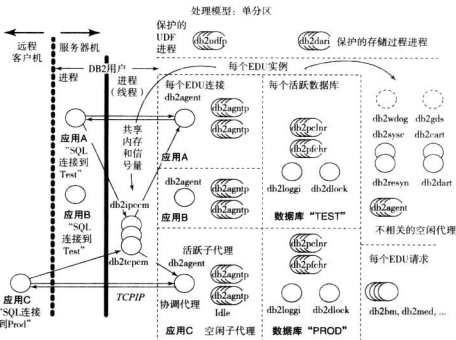 处理模型：单分区
保护的
UDF
进程
db2udfp
db2dari
保护的存储过程进程
远程
客户机
服务器机
DB2用户
每个EDU实例
进程
进程
(线程)
每个EDU连接
db2agent
db2agntp
db2agntp
应用A
每个活跃数据库
db2pclnr
db2pfchr
db2loggi
db2dlock
数据库“TEST”
db2wdog
db2gds
db2sysc
db2cart
db2resyn
db2dart
db2agent
不相关的空闲代理
应用A
“SQL
连接到
Test”
共享
内存和信
号量
应用B
“SQL
连接到
Test”
db2ipccm
db2tcpcm
db2agent
db2agntp
db2agntp
应用B
活跃子代理
db2agent
db2agntp
协调代理
db2agntp
Idle
应用C
空闲子代理
db2pclnr
db2pfchr
db2loggi
db2dlock
数据库“PROD”
每个EDU请求
db2bm, db2med, ...
应用C
“SQL连接
到Prod”
TCPIP